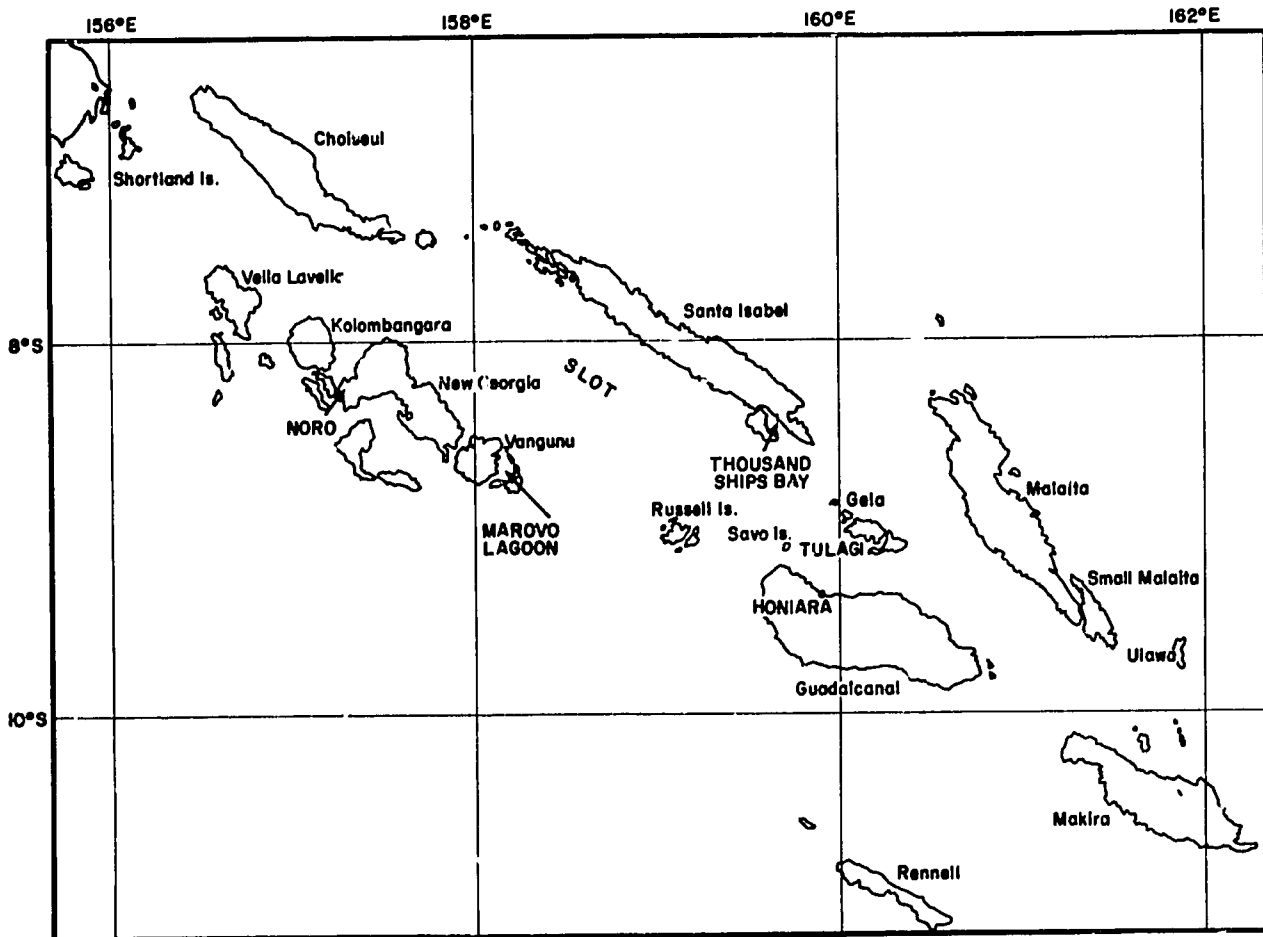 156°E 158°E 160°E 162°E
Choiseul
Shortland Is.
Vella Lavella
Kolombangara
Santa Isabel
8°S
SLOT
New Georgia
NORO
Vangunu
THOUSAND
SHIPS BAY
Malaita
Gela
Russell Is.
Savo Is.
MAROVO
LAGOON
TULAGI
Small Malaita
HONIARA
Ulawa
Guadalcanal
10°S
Makira
Rennell